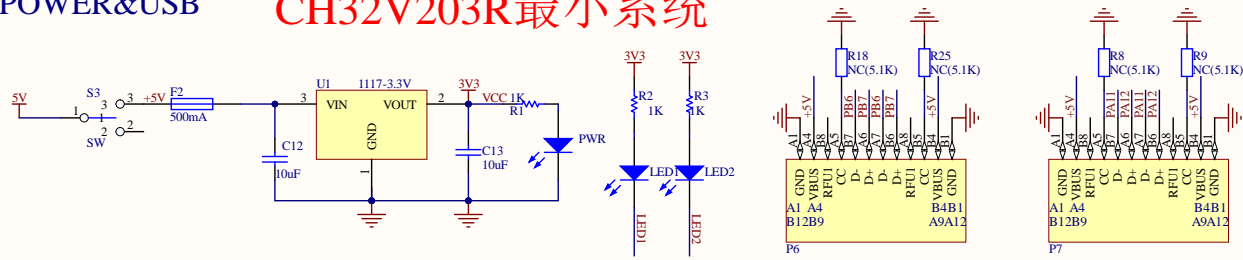 POWER&USB
CH32V203R最小系统
5V
S3
1
3
3
1
2
2
SW
+5V
F2
500mA
C12
10uF
U1
1117-3.3V
3
VIN
VOUT
2
GND
1
3V3
VCC
1K
R1
C13
10uF
PWR
3V3
R2
1K
LED1
LED1
3V3
R3
1K
LED2
LED2
R18
NC(5.1K)
R25
NC(5.1K)
+5V
PB6
PB7
PB6
PB7
+5V
A1
A4
B8
A5
B7
A6
A7
B6
A8
B5
B4
B1
GND
VBUS
RFU1
CC
D-
D+
D-
D+
RFU1
CC
VBUS
GND
A1 A4
B4B1
B12B9
A9A12
P6
R8
NC(5.1K)
R9
NC(5.1K)
+5V
PA11
PA12
PA11
PA12
+5V
A1
A4
B8
A5
B7
A6
A7
B6
A8
B5
B4
B1
GND
VBUS
RFU1
CC
D-
D+
D-
D+
RFU1
CC
VBUS
GND
A1 A4
B4B1
B12B9
A9A12
P7